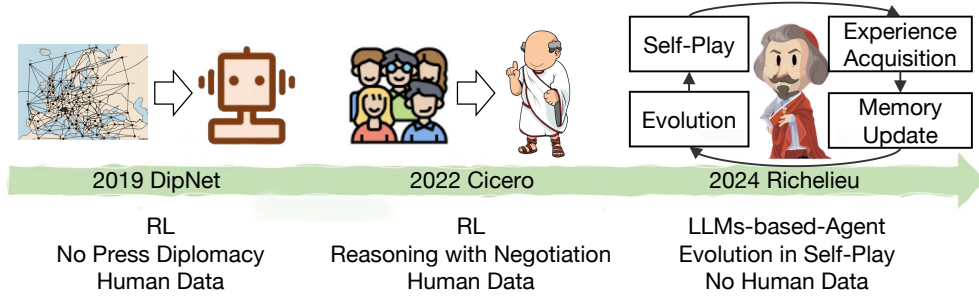 Self-Play
Experience
Acquisition
Evolution
Memory
Update
2019 DipNet
2022 Cicero
2024 Richelieu
RL
No Press Diplomacy
Human Data
RL
Reasoning with Negotiation
Human Data
LLMs-based-Agent
Evolution in Self-Play
No Human Data